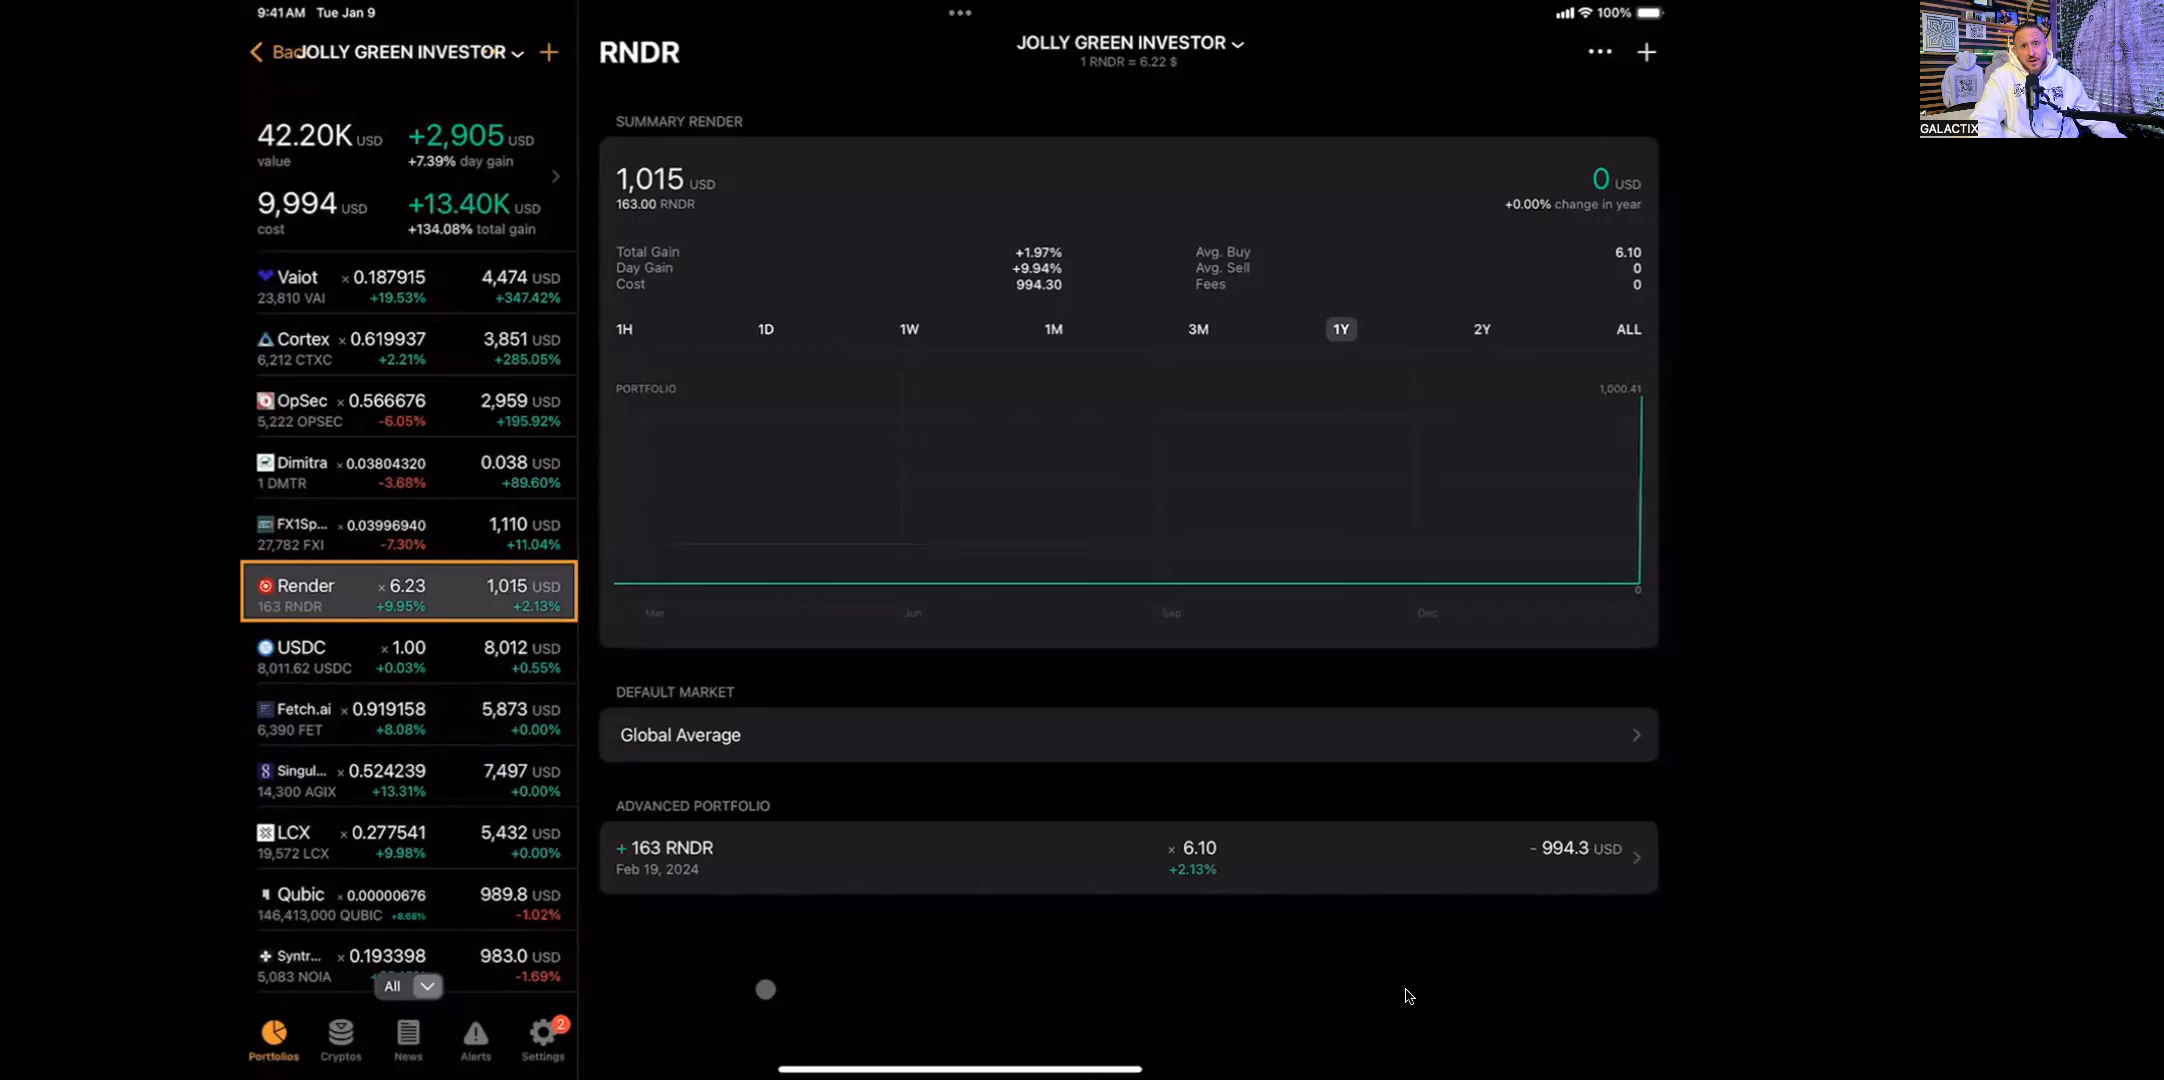 9:41 AM Tue Jan 9
100%
Back
JOLLY GREEN INVESTOR
42.20K USD +2,905 USD
value +7.39% day gain
9,994 USD +13.40K USD
cost +134.08% total gain
Vaiot × 0.187915 4,474 USD
23,810 VAI +19.53% +347.42%
Cortex × 0.619937 3,851 USD
6,212 CTXC +2.21% +285.05%
OpSec × 0.566676 2,959 USD
5,222 OPSEC -6.05% +195.92%
Dimitra × 0.03804320 0.038 USD
1 DMTR -3.68% +89.60%
FX1Sp... × 0.03996940 1,110 USD
27,782 FXI -7.30% +11.04%
Render × 6.23 1,015 USD
163 RNDR +9.95% +2.13%
USDC × 1.00 8,012 USD
8,011.62 USDC +0.03% +0.55%
Fetch.ai × 0.919158 5,873 USD
6,390 FET +8.08% +0.00%
Singul... × 0.524239 7,497 USD
14,300 AGIX +13.31% +0.00%
LCX × 0.277541 5,432 USD
19,572 LCX +9.98% +0.00%
Qubic × 0.00000676 989.8 USD
146,413,000 QUBIC -1.02%
Syntr... × 0.193398 983.0 USD
5,083 NOIA -1.69%
All
Portfolios Cryptos News Alerts Settings
2
RNDR
JOLLY GREEN INVESTOR
1 RNDR = 6.22 $
SUMMARY RENDER
1,015 USD 0 USD
163.00 RNDR +0.00% change in year
Total Gain +1.97% Avg. Buy 6.10
Day Gain +9.94% Avg. Sell 0
Cost 994.30 Fees 0
1H 1D 1W 1M 3M 1Y 2Y ALL
PORTFOLIO 1,000.41
0
Mar Jun Sep Dec
DEFAULT MARKET
Global Average
ADVANCED PORTFOLIO
+ 163 RNDR × 6.10 - 994.3 USD
Feb 19, 2024 +2.13%
GALACTIX